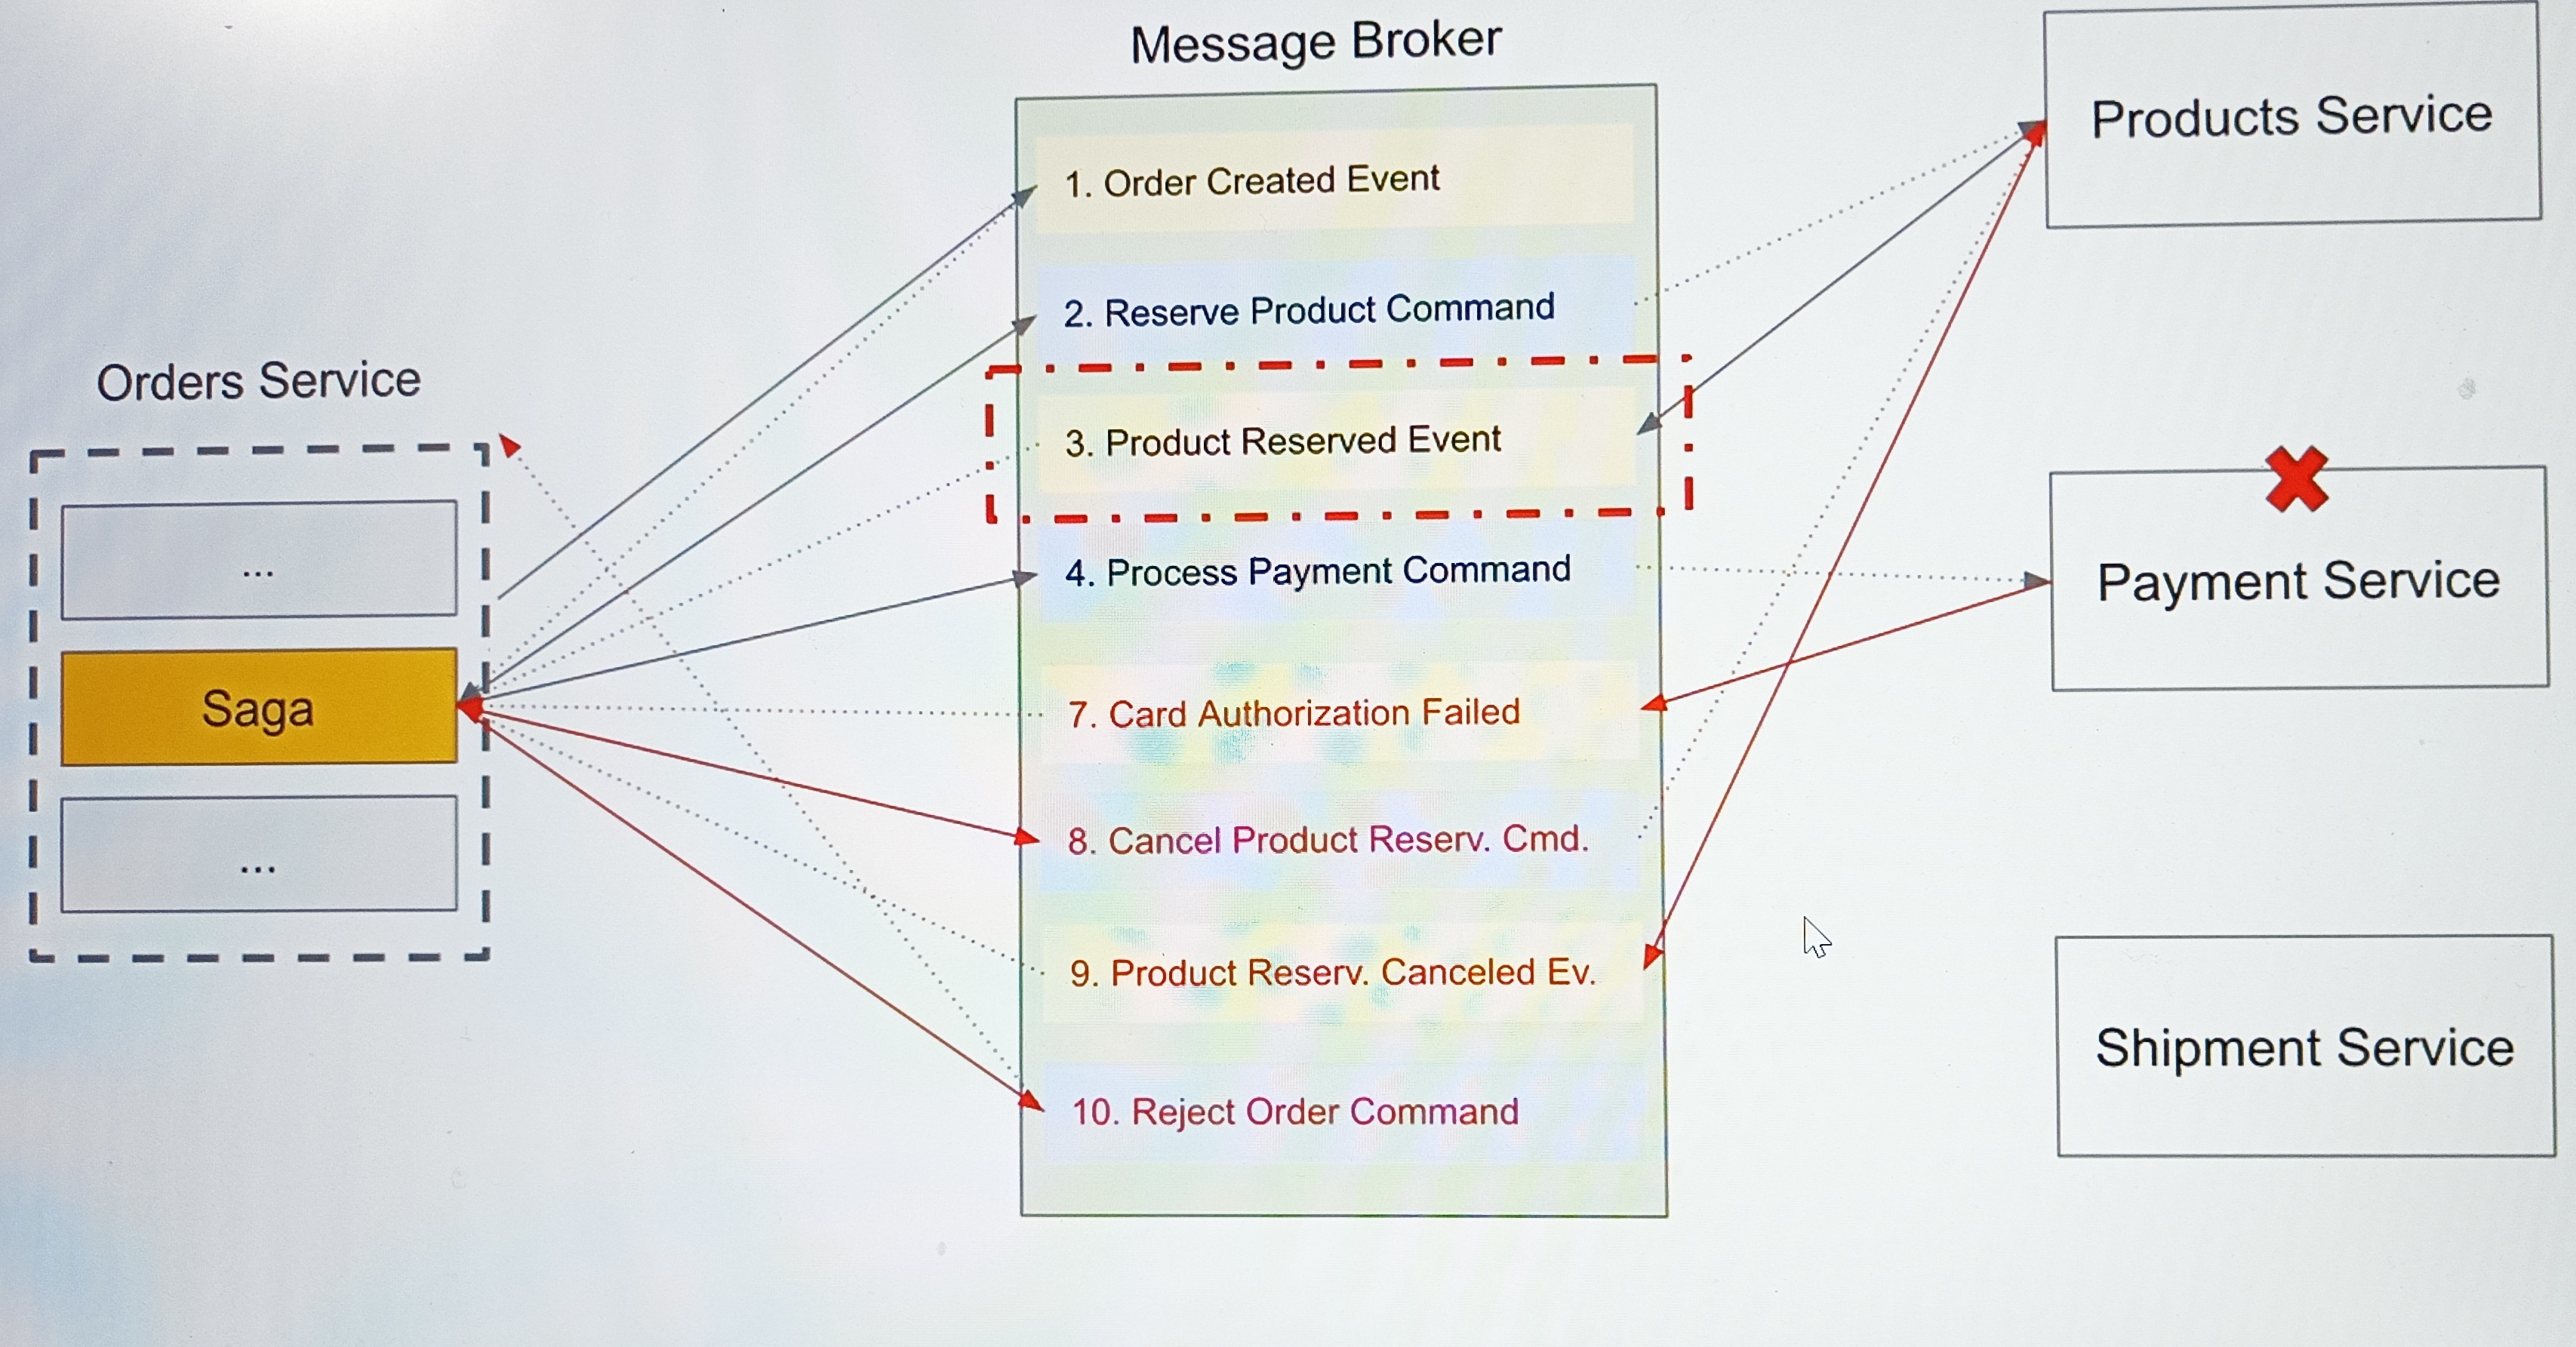 Message Broker
1. Order Created Event
2. Reserve Product Command
3. Product Reserved Event
4. Process Payment Command
7. Card Authorization Failed
8. Cancel Product Reserv. Cmd.
9. Product Reserv. Canceled Ev.
10. Reject Order Command
Orders Service
...
Saga
...
Products Service
Payment Service
Shipment Service